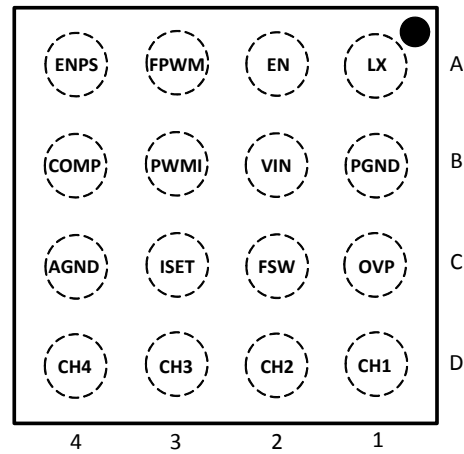 ENPS FPWM EN LX A
COMP PWMI VIN PGND B
AGND ISET FSW OVP C
CH4 CH3 CH2 CH1 D
4 3 2 1